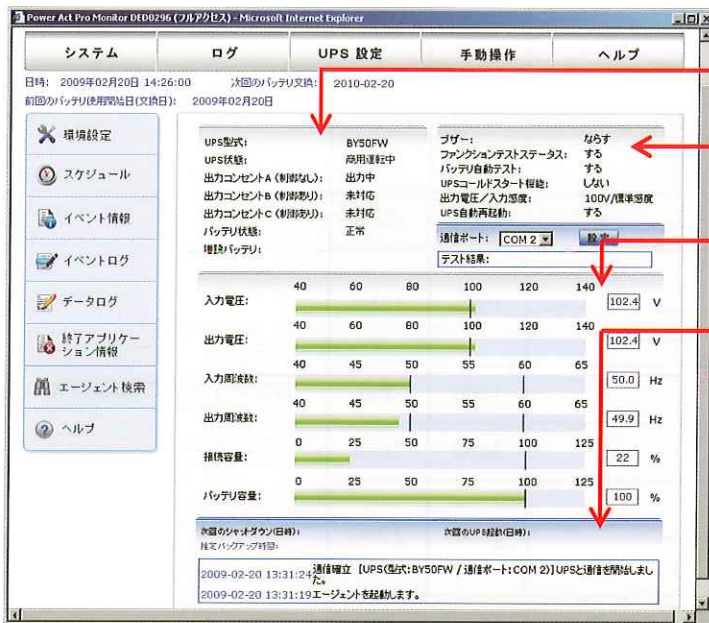 Power Act Pro Monitor DED0296 (フルアクセス) - Microsoft Internet Explorer
システム ログ UPS 設定 手動操作 ヘルプ
日時: 2009年02月20日 14:26:00 次回のバッテリ交換: 2010-02-20
前回のバッテリ使用開始日(交換日): 2009年02月20日
環境設定
スケジュール
イベント情報
イベントログ
データログ
終了アプリケーション情報
エージェント検索
ヘルプ
UPS型式: BY50FW
UPS状態: 商用運転中
出力コンセントA (制御なし): 出力中
出力コンセントB (制御あり): 未対応
出力コンセントC (制御あり): 未対応
バッテリ状態: 正常
増設バッテリ:
ブザー: ならす
ファンクションテストステータス: する
バッテリ自動テスト: する
UPSコールドスタート機能: しない
出力電圧/入力感度: 100V/標準感度
UPS自動再起動: する
通信ポート: COM 2 設定
テスト結果:
40 60 80 100 120 140
入力電圧: 102.4 V
40 60 80 100 120 140
出力電圧: 102.4 V
40 45 50 55 60 65
入力周波数: 50.0 Hz
40 45 50 55 60 65
出力周波数: 49.9 Hz
0 25 50 75 100 125
接続容量: 22 %
0 25 50 75 100 125
バッテリ容量: 100 %
次回のシャットダウン(日時): 次回のUPS起動(日時):
推定バックアップ時間:
2009-02-20 13:31:24 通信確立 [UPS(型式:BY50FW / 通信ポート:COM 2)]UPSと通信を開始しました。
2009-02-20 13:31:19 エージェントを起動します。